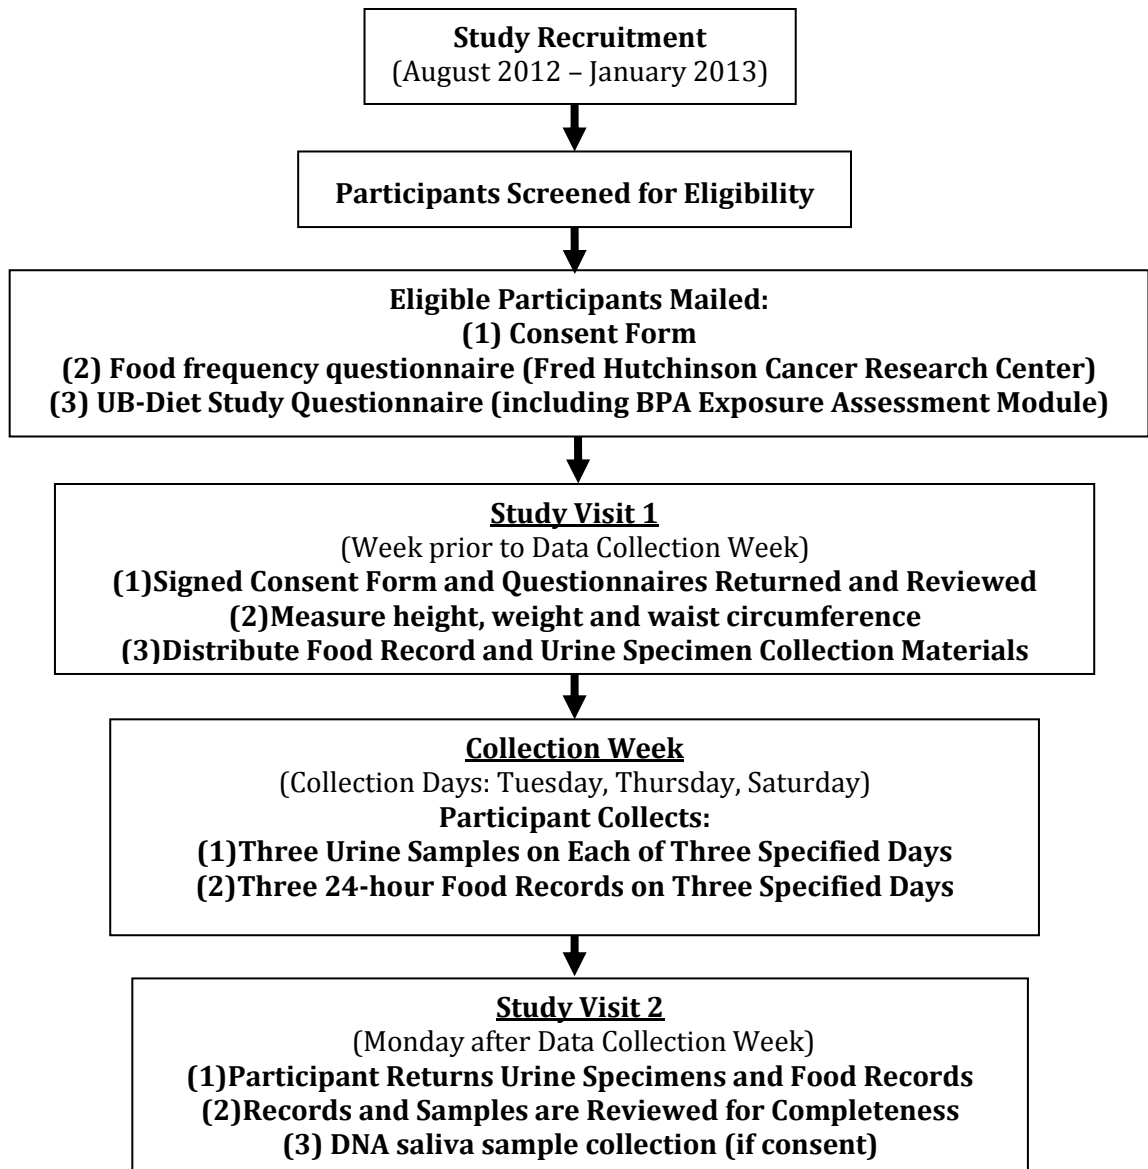 Study Recruitment
(August 2012 – January 2013)
Participants Screened for Eligibility
Eligible Participants Mailed:
(1) Consent Form
(2) Food frequency questionnaire (Fred Hutchinson Cancer Research Center)
(3) UB-Diet Study Questionnaire (including BPA Exposure Assessment Module)
Study Visit 1
(Week prior to Data Collection Week)
(1)Signed Consent Form and Questionnaires Returned and Reviewed
(2)Measure height, weight and waist circumference
(3)Distribute Food Record and Urine Specimen Collection Materials
Collection Week
(Collection Days: Tuesday, Thursday, Saturday)
Participant Collects:
(1)Three Urine Samples on Each of Three Specified Days
(2)Three 24-hour Food Records on Three Specified Days
Study Visit 2
(Monday after Data Collection Week)
(1)Participant Returns Urine Specimens and Food Records
(2)Records and Samples are Reviewed for Completeness
(3) DNA saliva sample collection (if consent)